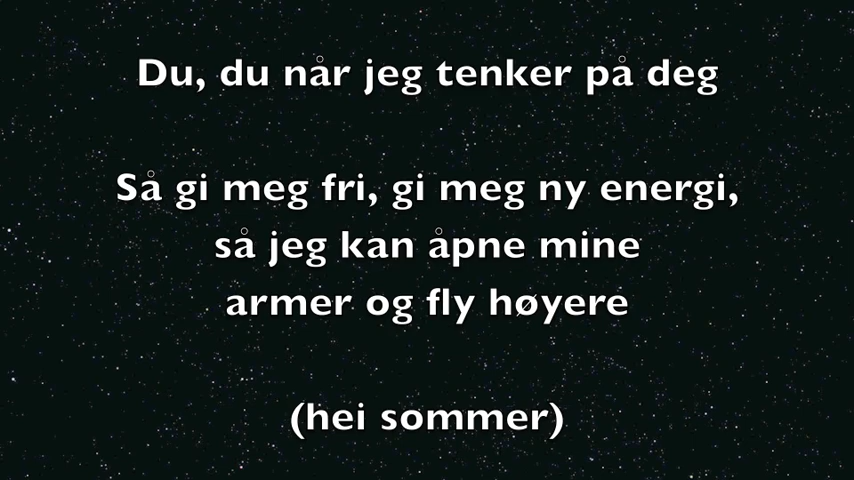 Du, du når jeg tenker på deg
Så gi meg fri, gi meg ny energi,
så jeg kan åpne mine
armer og fly høyere
(hei sommer)